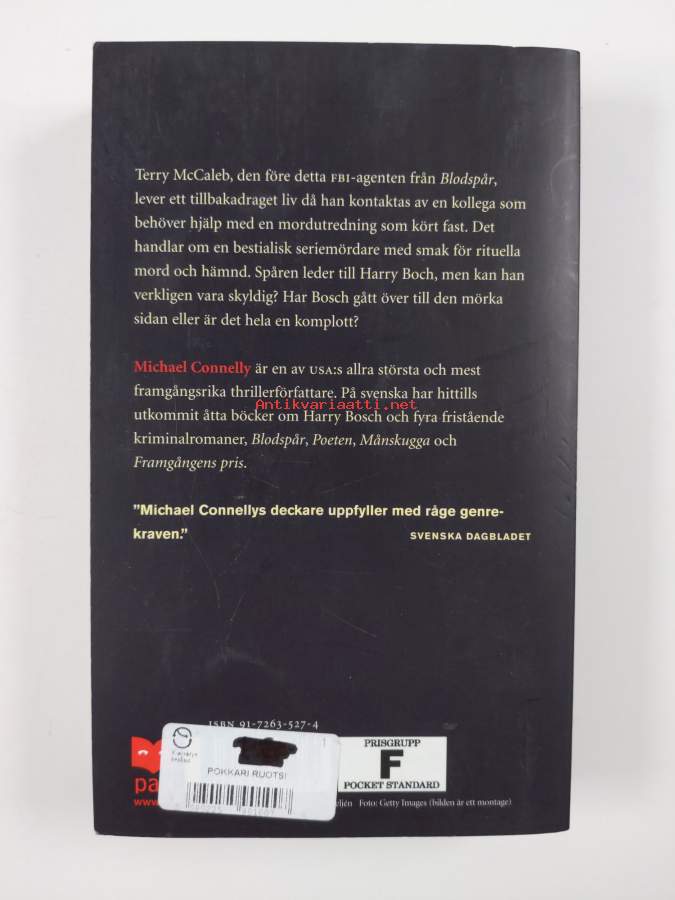 Terry McCaleb, den före detta FBI-agenten från Blodspår,
lever ett tillbakadraget liv då han kontaktas av en kollega som
behöver hjälp med en mordutredning som kört fast. Det
handlar om en bestialisk seriemördare med smak för rituella
mord och hämnd. Spåren leder till Harry Boch, men kan han
verkligen vara skyldig? Har Bosch gått över till den mörka
sidan eller är det hela en komplott?
Michael Connelly är en av USA:s allra största och mest
framgångsrika thrillerförfattare. På svenska har hittills
Antikvariaatti.net
utkommit åtta böcker om Harry Bosch och fyra fristående
kriminalromaner, Blodspår, Poeten, Månskugga och
Framgångens pris.
"Michael Connellys deckare uppfyller med råge genre-
kraven."
SVENSKA DAGBLADET
ISBN 91-7263-527-4
POKKARI RUOTSI
pa
www.
PRISGRUPP
F
POCKET STANDARD
Foto: Getty Images (bilden är ett montage)